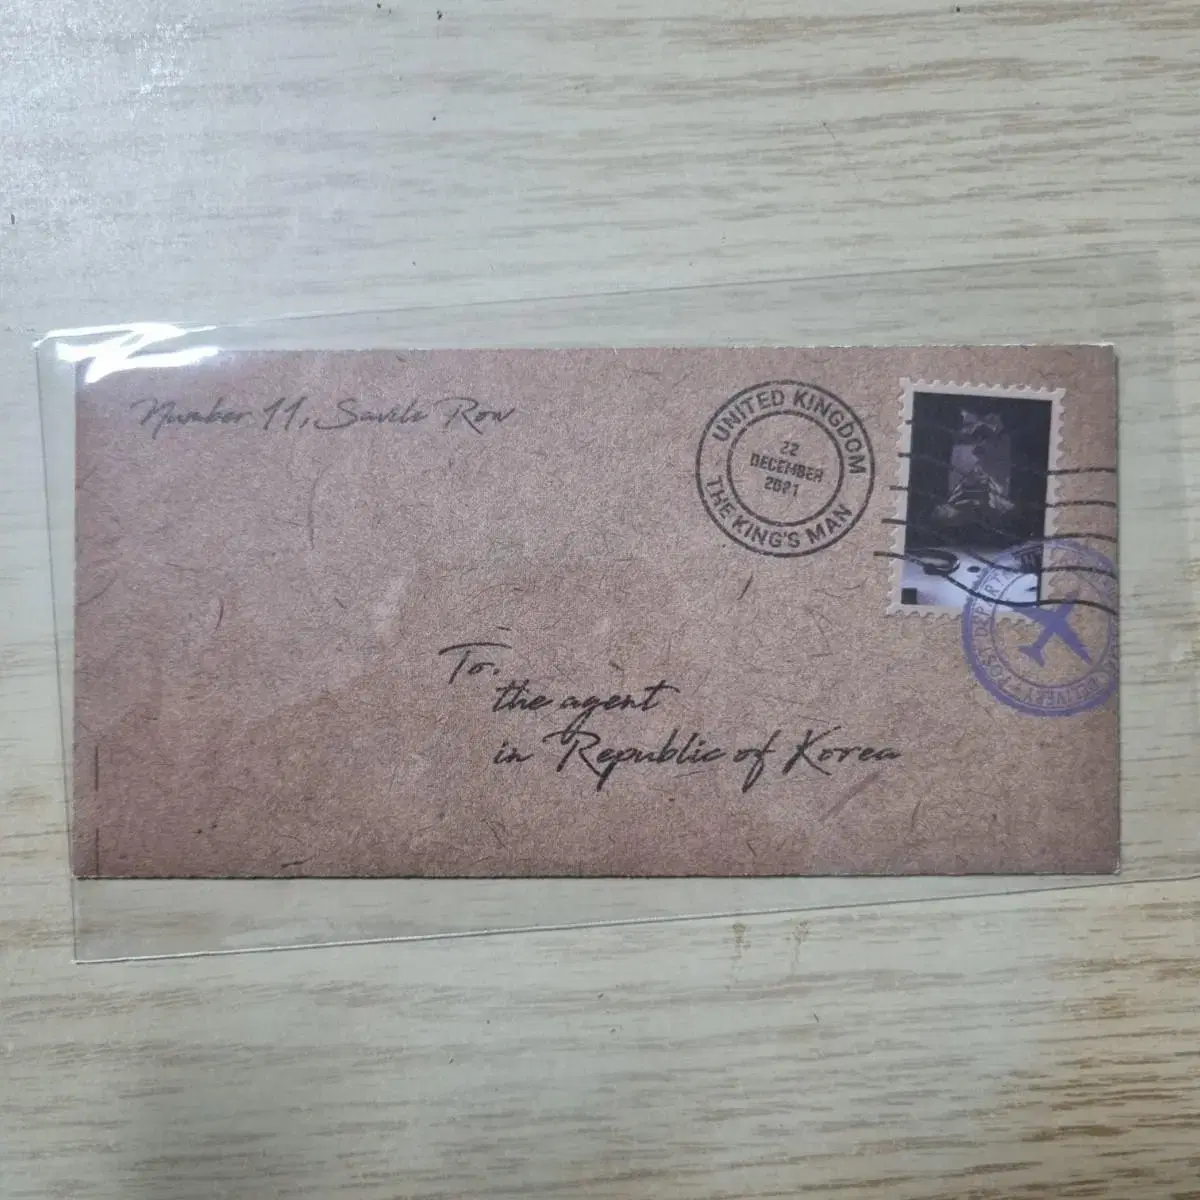 Number 11, Savile Row
UNITED KINGDOM
22
DECEMBER
2021
THE KING'S MAN
To.
the agent
in Republic of Korea